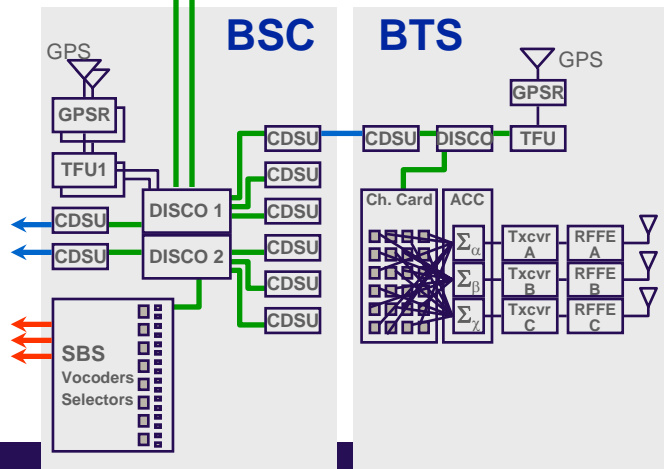 BSC
GPS
GPSR
TFU1
CDSU
CDSU
DISCO 1
DISCO 2
CDSU
CDSU
CDSU
CDSU
CDSU
CDSU
SBS
Vocoders
Selectors
BTS
GPS
GPSR
CDSU
DISCO
TFU
Ch. Card
ACC
Σα
Txcvr
A
RFFE
A
Σβ
Txcvr
B
RFFE
B
Σχ
Txcvr
C
RFFE
C